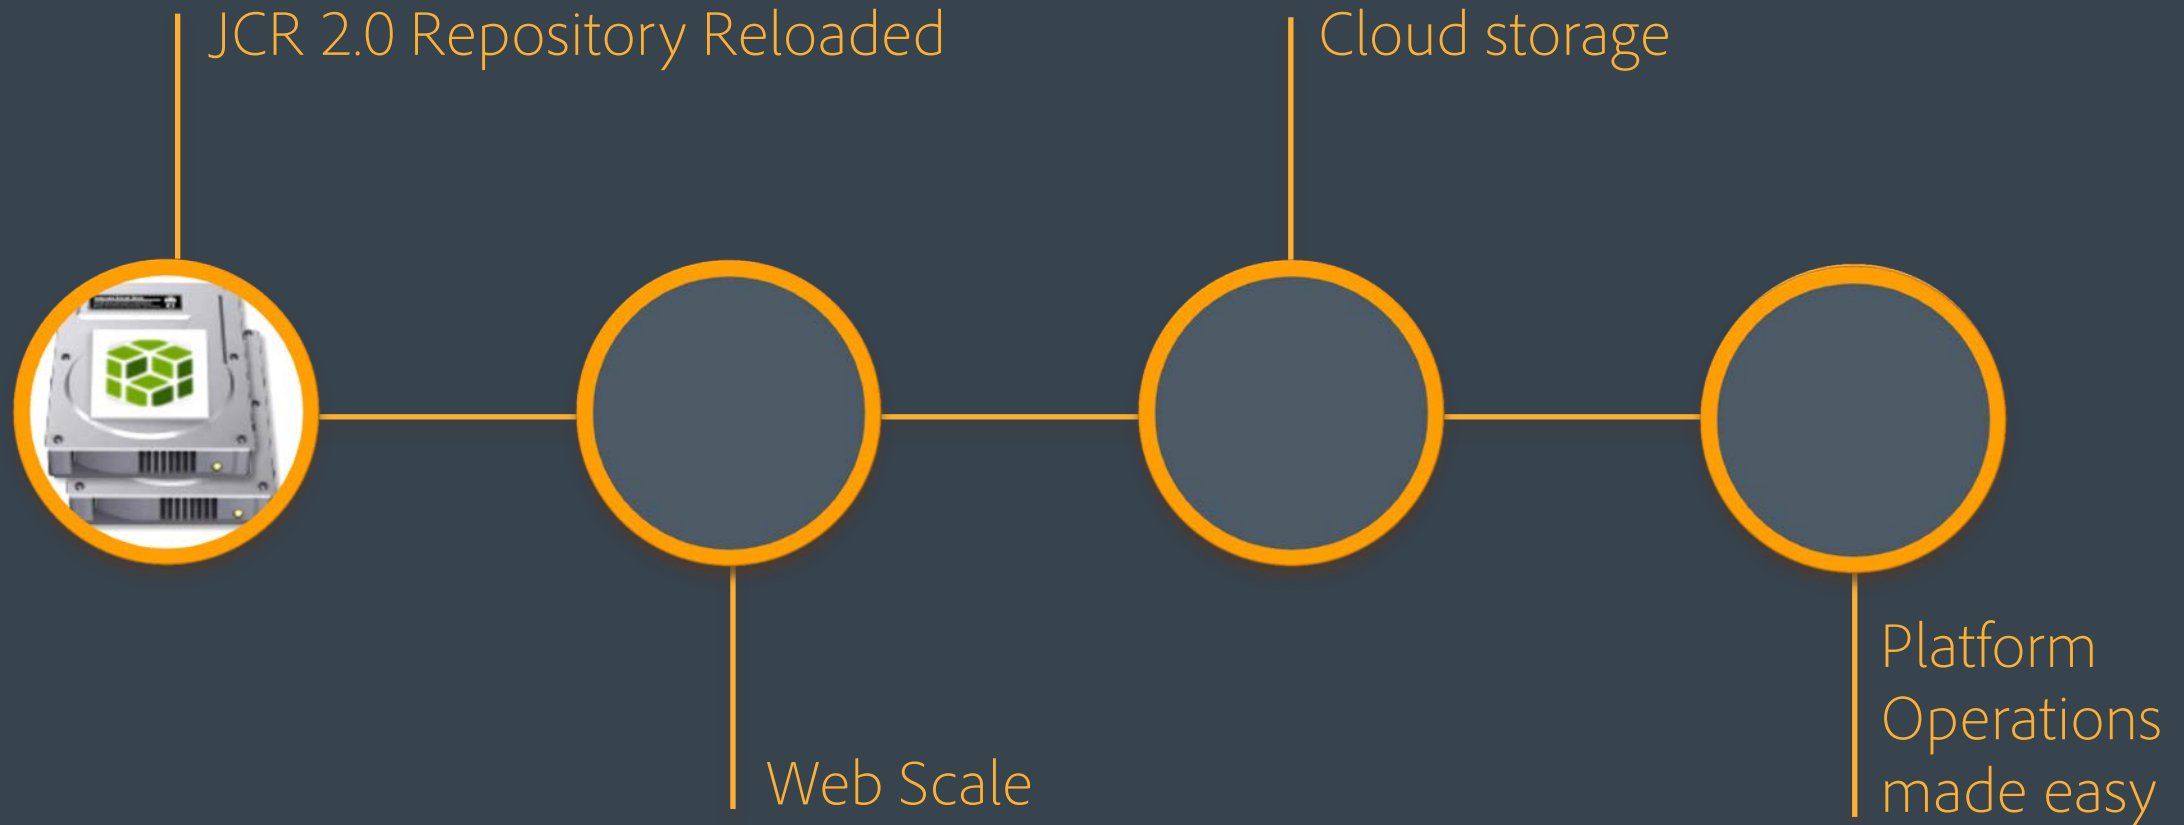 JCR 2.0 Repository Reloaded
Cloud storage
Web Scale
Platform
Operations
made easy